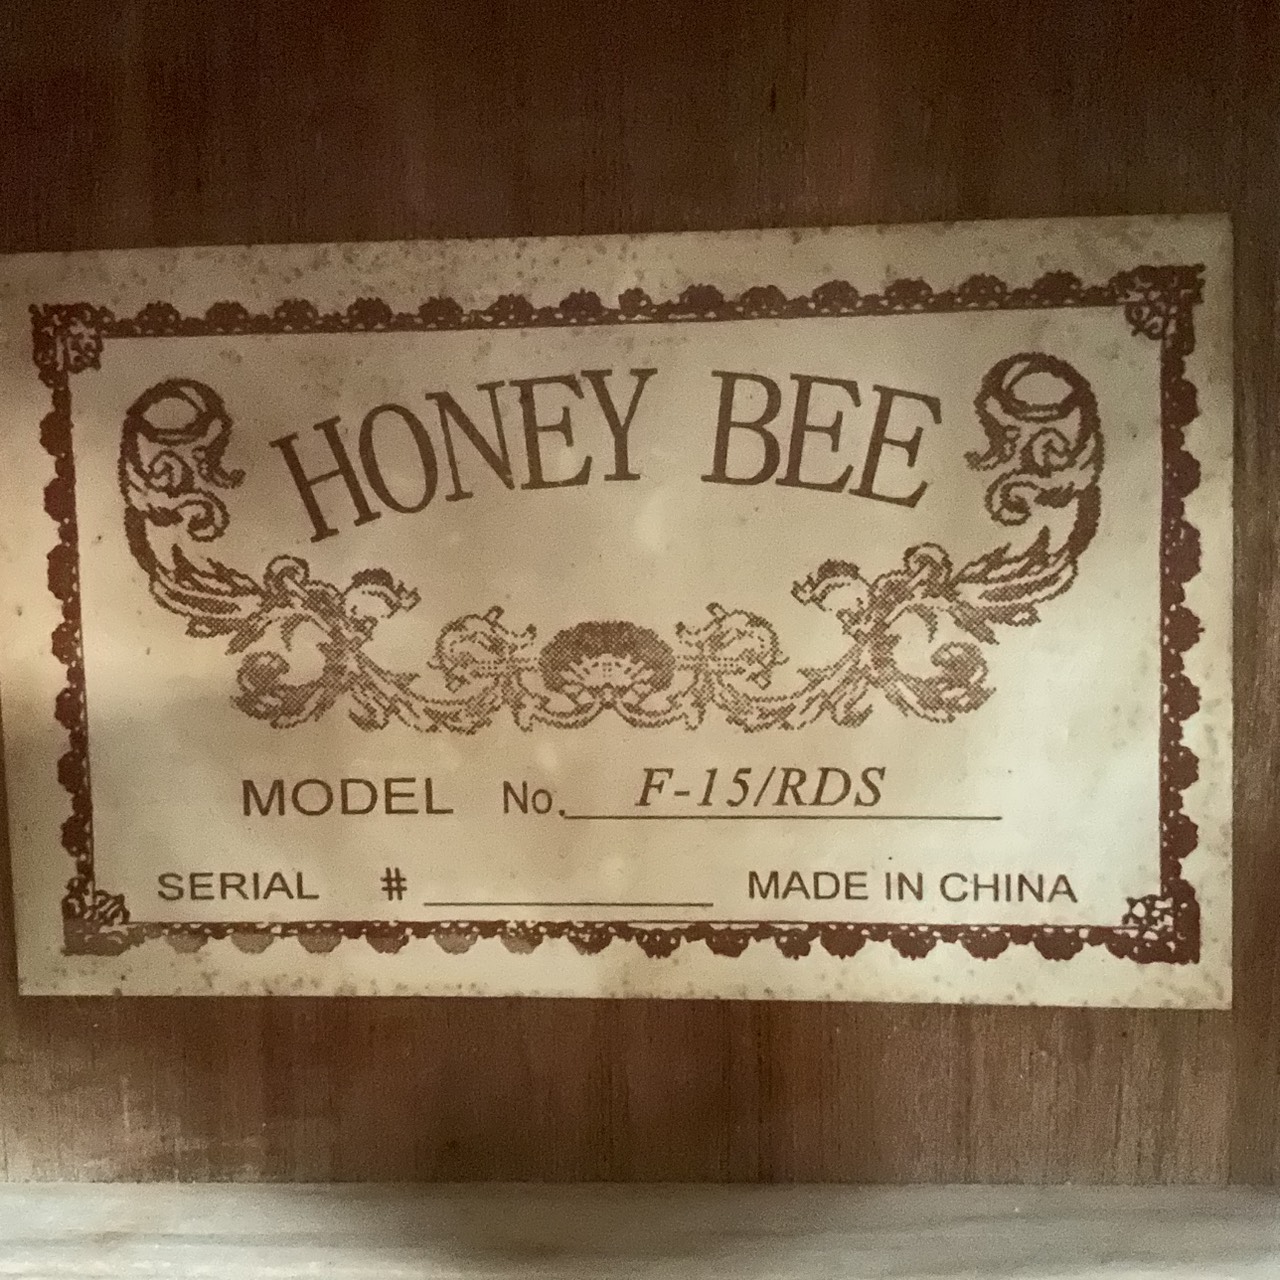 HONEY BEE
MODEL No. F-15/RDS
SERIAL # MADE IN CHINA